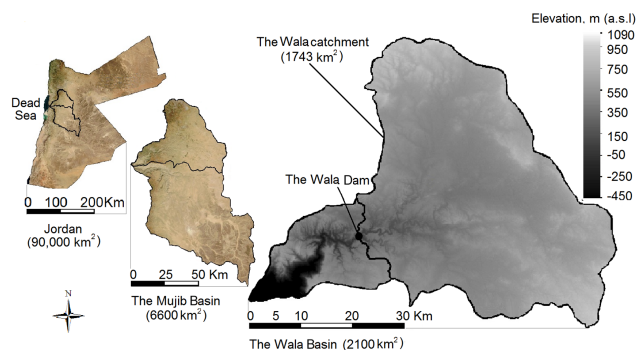 Elevation, m (a.s.l)
1090
950
750
550
350
150
-50
-250
-450
The Wala catchment
(1743 km²)
The Wala Dam
Dead
Sea
0 100 200Km
Jordan
(90,000 km²)
0 25 50 Km
The Mujib Basin
(6600 km²)
N
0 5 10 20 30 Km
The Wala Basin (2100 km²)